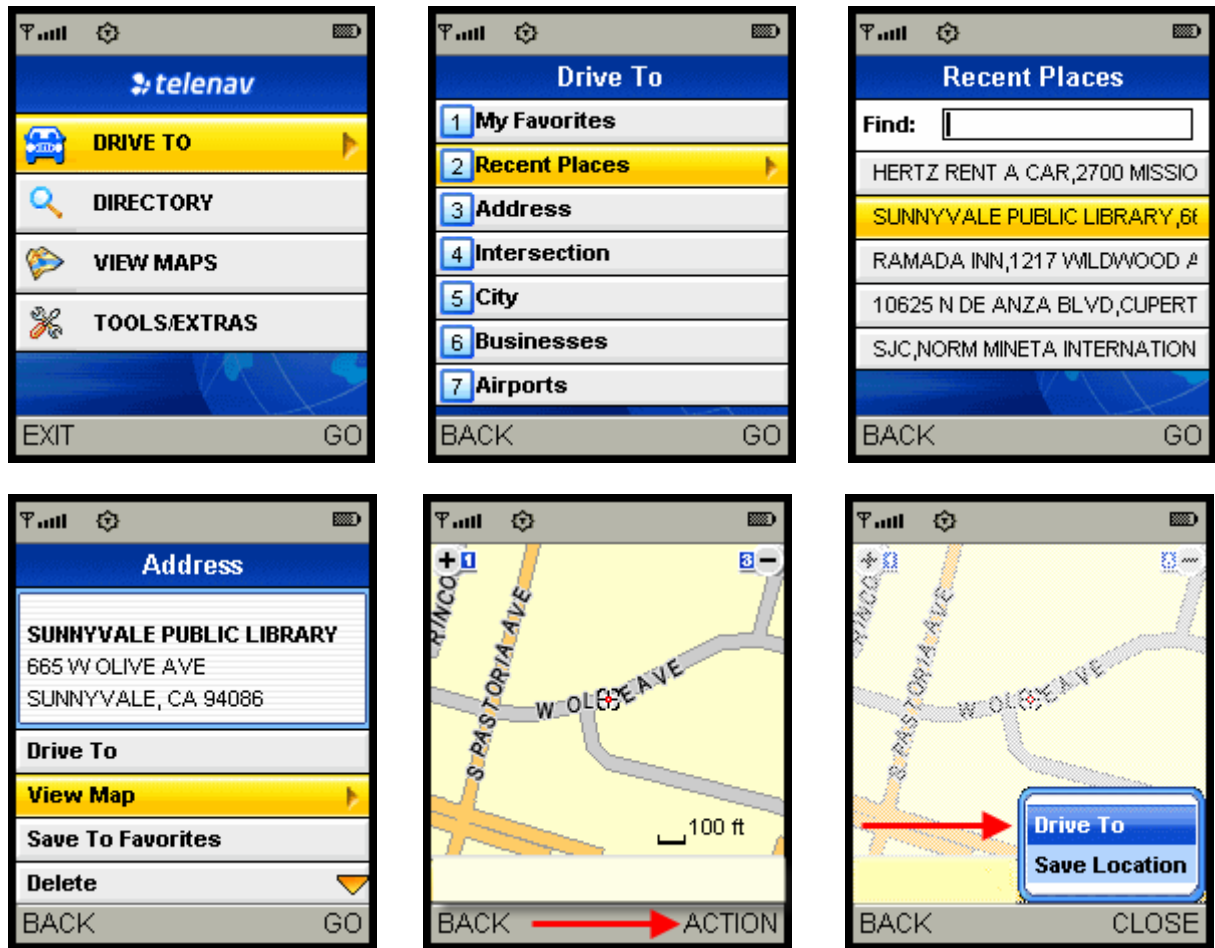 telenav
DRIVE TO
DIRECTORY
VIEW MAPS
TOOLS/EXTRAS
EXIT GO
Drive To
1 My Favorites
2 Recent Places
3 Address
4 Intersection
5 City
6 Businesses
7 Airports
BACK GO
Recent Places
Find:
HERTZ RENT A CAR,2700 MISSIO
SUNNYVALE PUBLIC LIBRARY,66
RAMADA INN,1217 WILDWOOD A
10625 N DE ANZA BLVD,CUPERT
SJC,NORM MINETA INTERNATION
BACK GO
Address
SUNNYVALE PUBLIC LIBRARY
665 W OLIVE AVE
SUNNYVALE, CA 94086
Drive To
View Map
Save To Favorites
Delete
BACK GO
+ 1 3 −
RINCO
S PASTORIA AVE
W OL E AVE
100 ft
BACK ACTION
RINCO
S PASTORIA AVE
W OL E AVE
Drive To
Save Location
BACK CLOSE